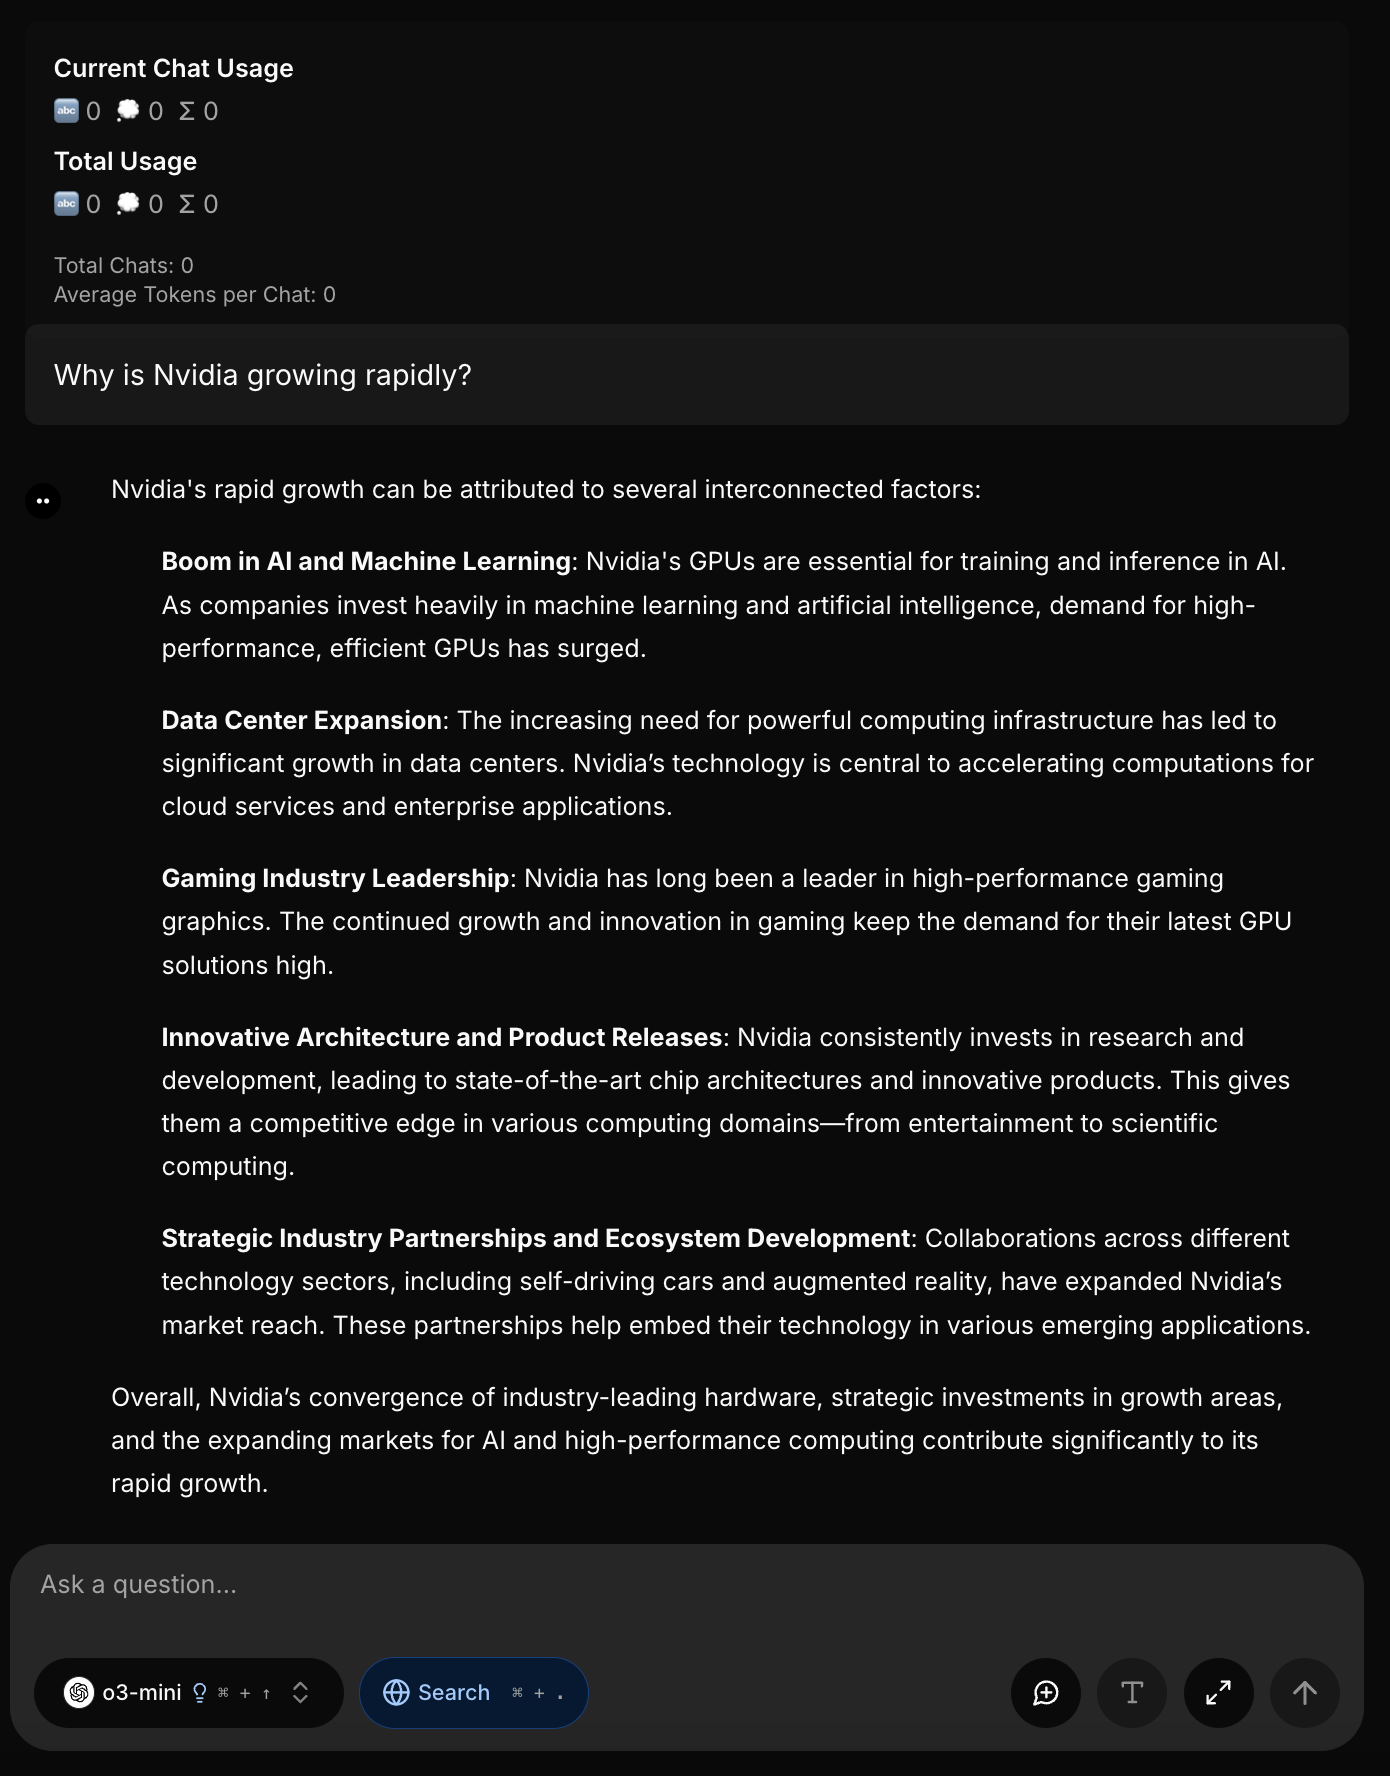 Current Chat Usage
abc 0 0 Σ 0
Total Usage
abc 0 0 Σ 0
Total Chats: 0
Average Tokens per Chat: 0
Why is Nvidia growing rapidly?
Nvidia's rapid growth can be attributed to several interconnected factors:
Boom in AI and Machine Learning: Nvidia's GPUs are essential for training and inference in AI.
As companies invest heavily in machine learning and artificial intelligence, demand for high-
performance, efficient GPUs has surged.
Data Center Expansion: The increasing need for powerful computing infrastructure has led to
significant growth in data centers. Nvidia’s technology is central to accelerating computations for
cloud services and enterprise applications.
Gaming Industry Leadership: Nvidia has long been a leader in high-performance gaming
graphics. The continued growth and innovation in gaming keep the demand for their latest GPU
solutions high.
Innovative Architecture and Product Releases: Nvidia consistently invests in research and
development, leading to state-of-the-art chip architectures and innovative products. This gives
them a competitive edge in various computing domains—from entertainment to scientific
computing.
Strategic Industry Partnerships and Ecosystem Development: Collaborations across different
technology sectors, including self-driving cars and augmented reality, have expanded Nvidia’s
market reach. These partnerships help embed their technology in various emerging applications.
Overall, Nvidia’s convergence of industry-leading hardware, strategic investments in growth areas,
and the expanding markets for AI and high-performance computing contribute significantly to its
rapid growth.
Ask a question...
o3-mini ⌘ + ↑ Search ⌘ + .